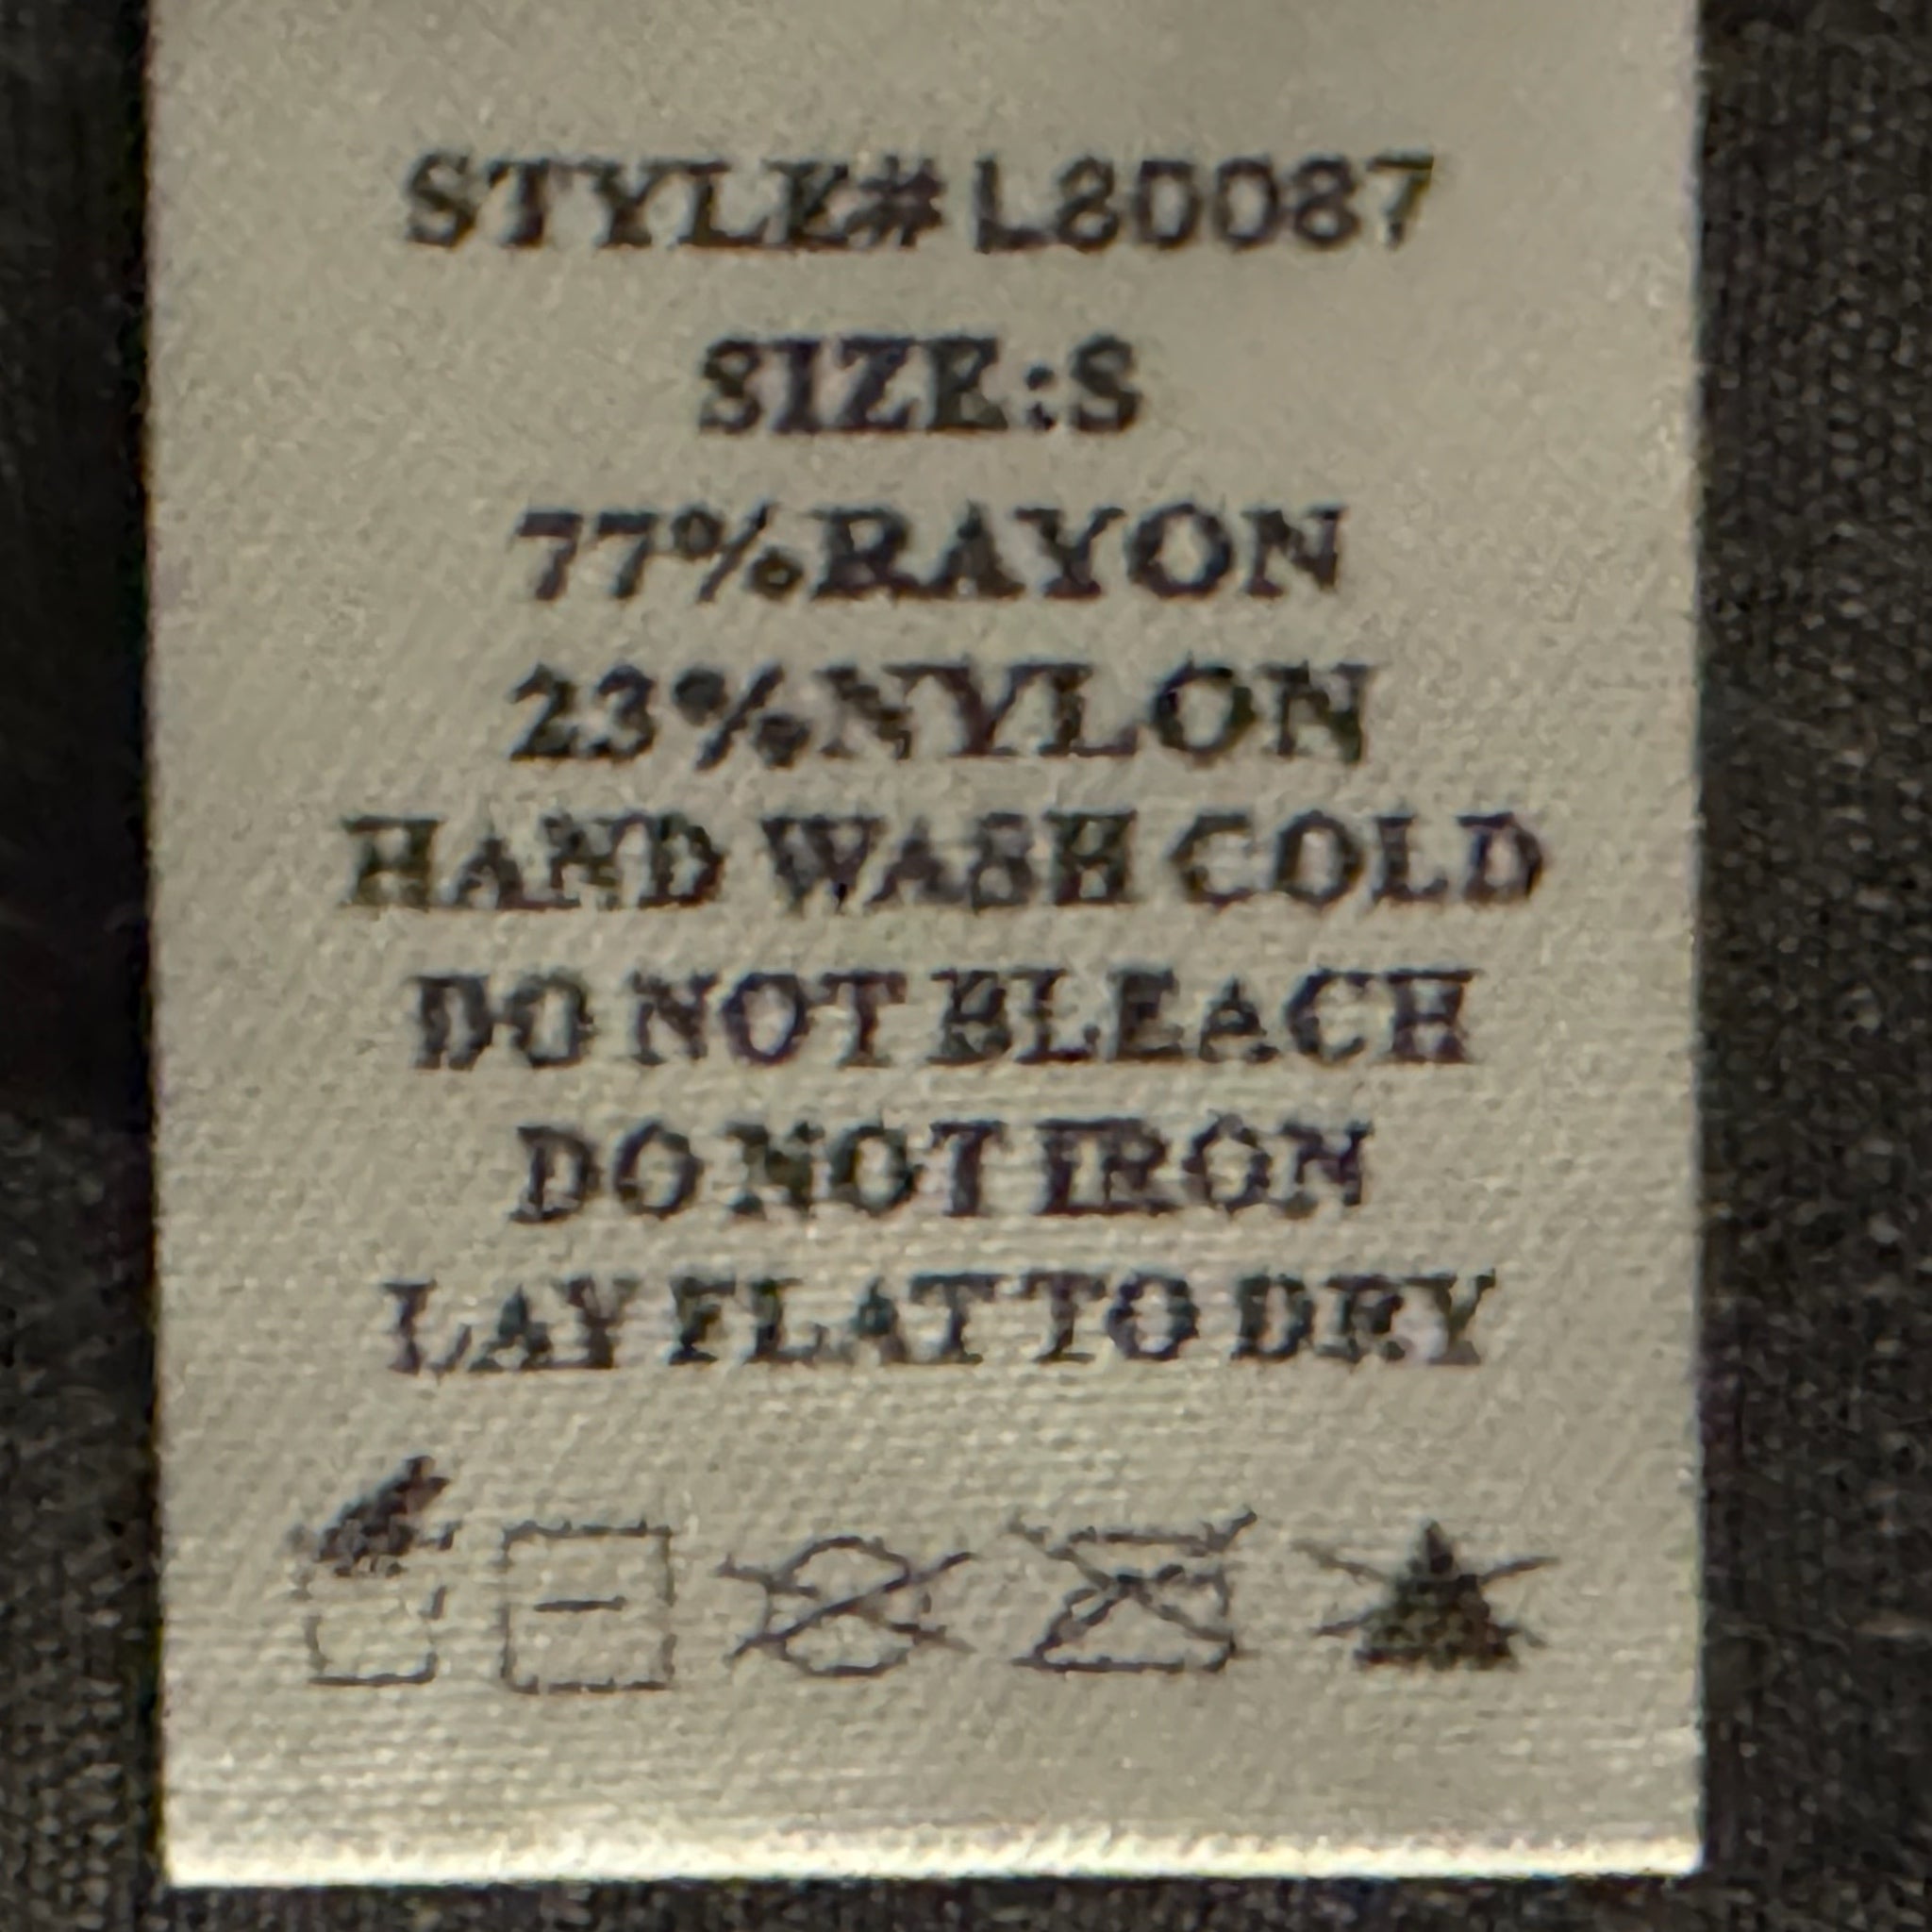 STYLE# L80087
SIZE:S
77%RAYON
23%NYLON
HAND WASH COLD
DO NOT BLEACH
DO NOT IRON
LAY FLAT TO DRY